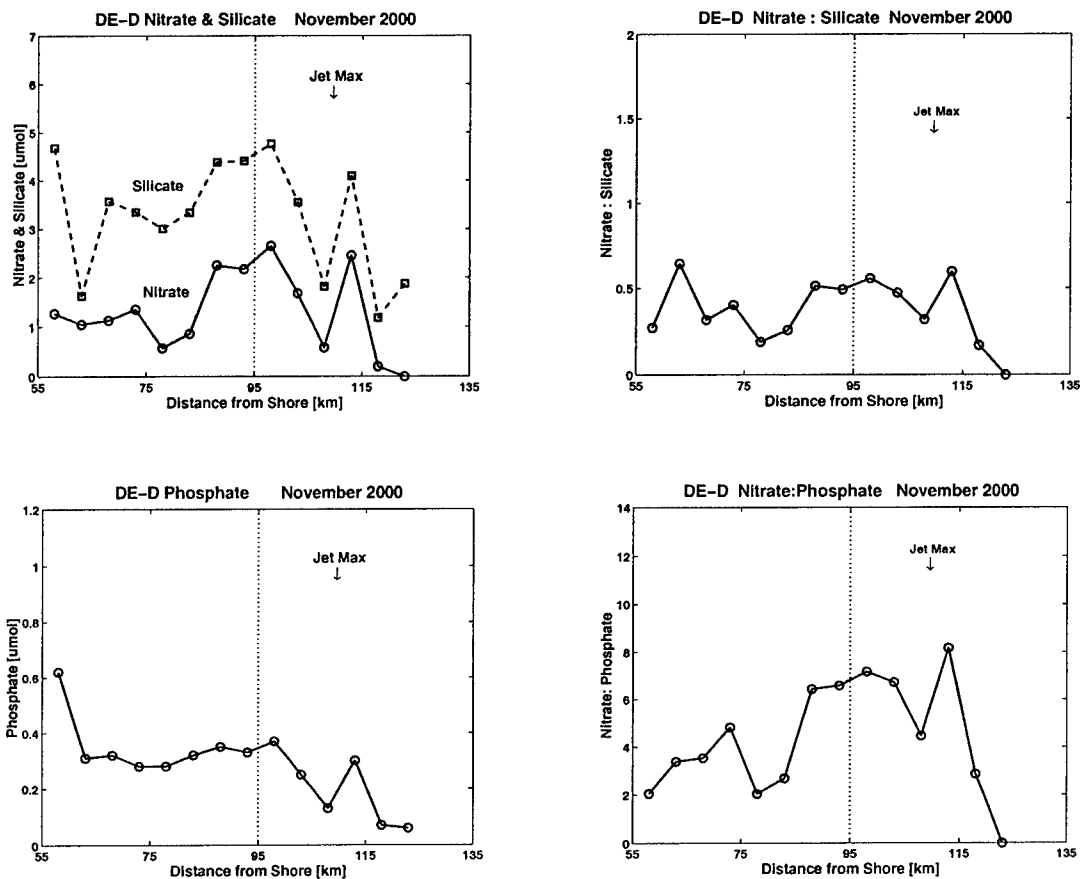 DE-D Nitrate & Silicate November 2000
7
6
5
4
3
2
1
0
Nitrate & Silicate [umol]
Jet Max
↓
Silicate
Nitrate
55 75 95 115 135
Distance from Shore [km]
DE-D Nitrate : Silicate November 2000
2
1.5
1
0.5
0
Nitrate : Silicate
Jet Max
↓
55 75 95 115 135
Distance from Shore [km]
DE-D Phosphate November 2000
1.2
1
0.8
0.6
0.4
0.2
0
Phosphate [umol]
Jet Max
↓
55 75 95 115 135
Distance from Shore [km]
DE-D Nitrate:Phosphate November 2000
14
12
10
8
6
4
2
0
Nitrate: Phosphate
Jet Max
↓
55 75 95 115 135
Distance from Shore [km]